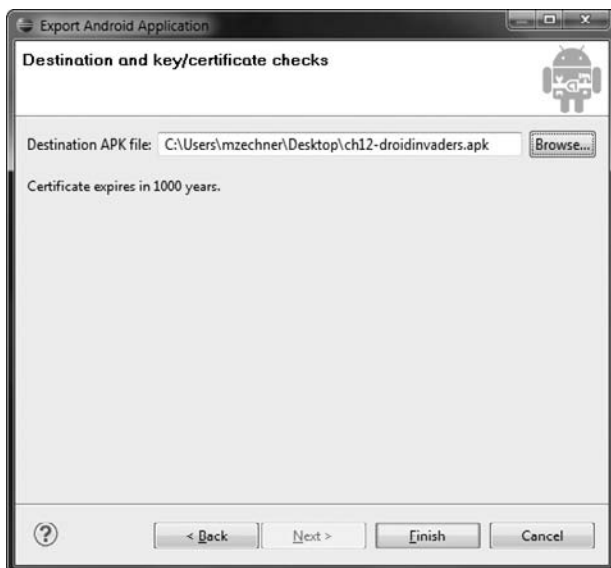 Export Android Application
Destination and key/certificate checks
Destination APK file: C:\Users\mzechner\Desktop\ch12-droidinvaders.apk Browse...
Certificate expires in 1000 years.
? < Back Next > Finish Cancel